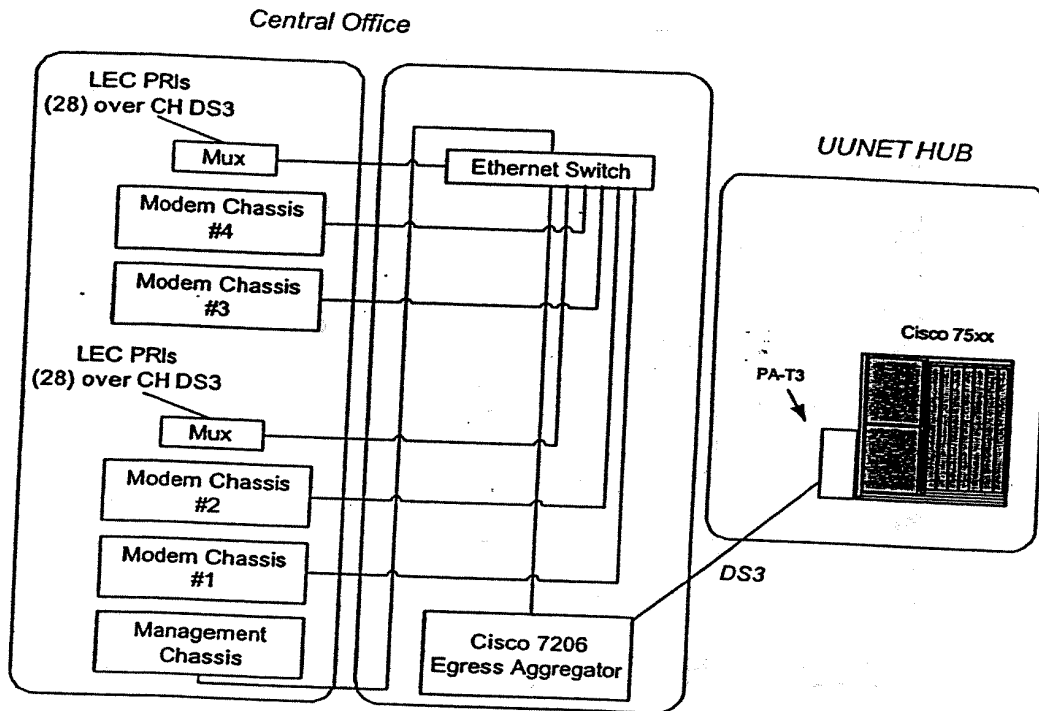 Central Office
LEC PRIs
(28) over CH DS3
Mux
Modem Chassis
#4
Modem Chassis
#3
LEC PRIs
(28) over CH DS3
Mux
Modem Chassis
#2
Modem Chassis
#1
Management
Chassis
Ethernet Switch
Cisco 7206
Egress Aggregator
UUNET HUB
Cisco 75xx
PA-T3
DS3